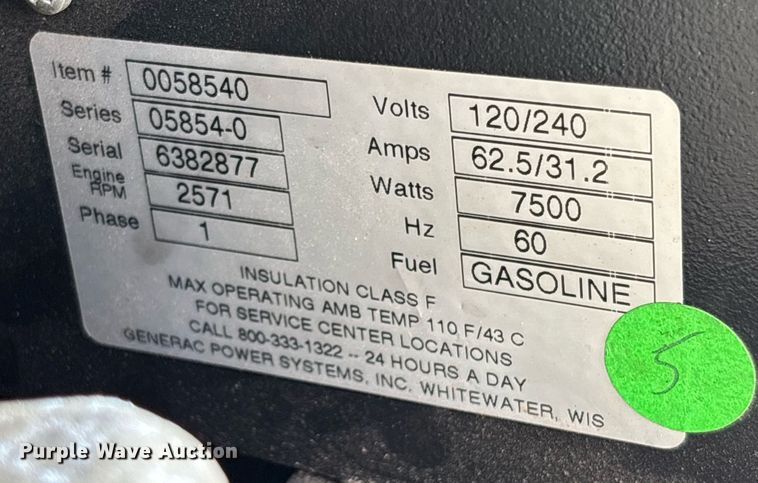 Item # 0058540
Series 05854-0
Serial 6382877
Engine RPM 2571
Phase 1
Volts 120/240
Amps 62.5/31.2
Watts 7500
Hz 60
Fuel GASOLINE
INSULATION CLASS F
MAX OPERATING AMB TEMP 110 F/43 C
FOR SERVICE CENTER LOCATIONS
CALL 800-333-1322 -- 24 HOURS A DAY
GENERAC POWER SYSTEMS, INC. WHITEWATER, WIS
5
Purple Wave Auction